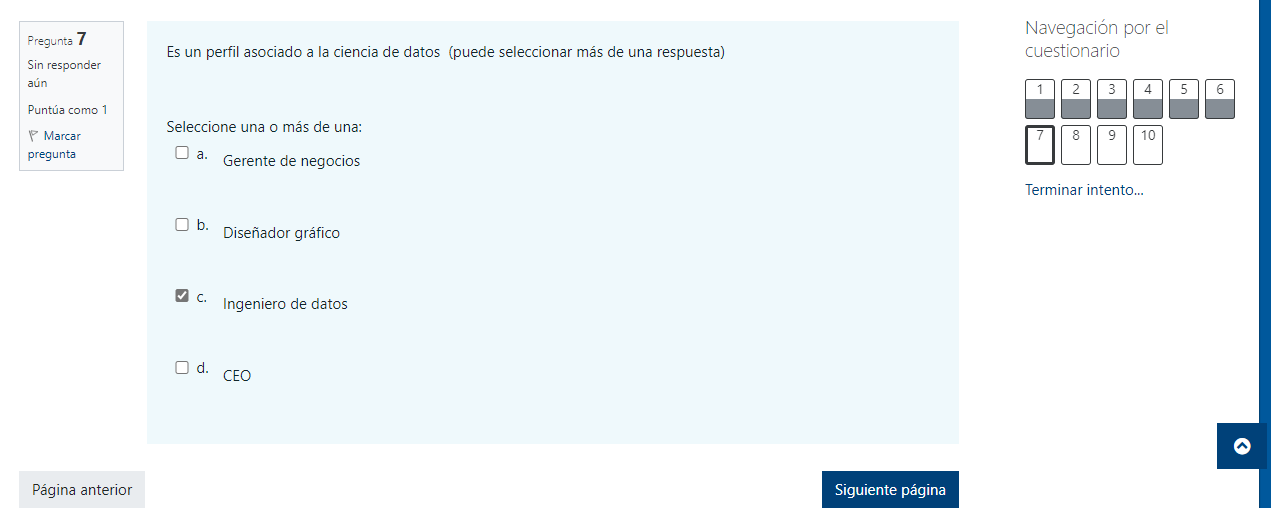 Pregunta 7
Sin responder
aún
Puntúa como 1
Marcar
pregunta
Es un perfil asociado a la ciencia de datos (puede seleccionar más de una respuesta)
Seleccione una o más de una:
a. Gerente de negocios
b. Diseñador gráfico
c. Ingeniero de datos
d. CEO
Página anterior
Siguiente página
Navegación por el
cuestionario
1 2 3 4 5 6
7 8 9 10
Terminar intento...